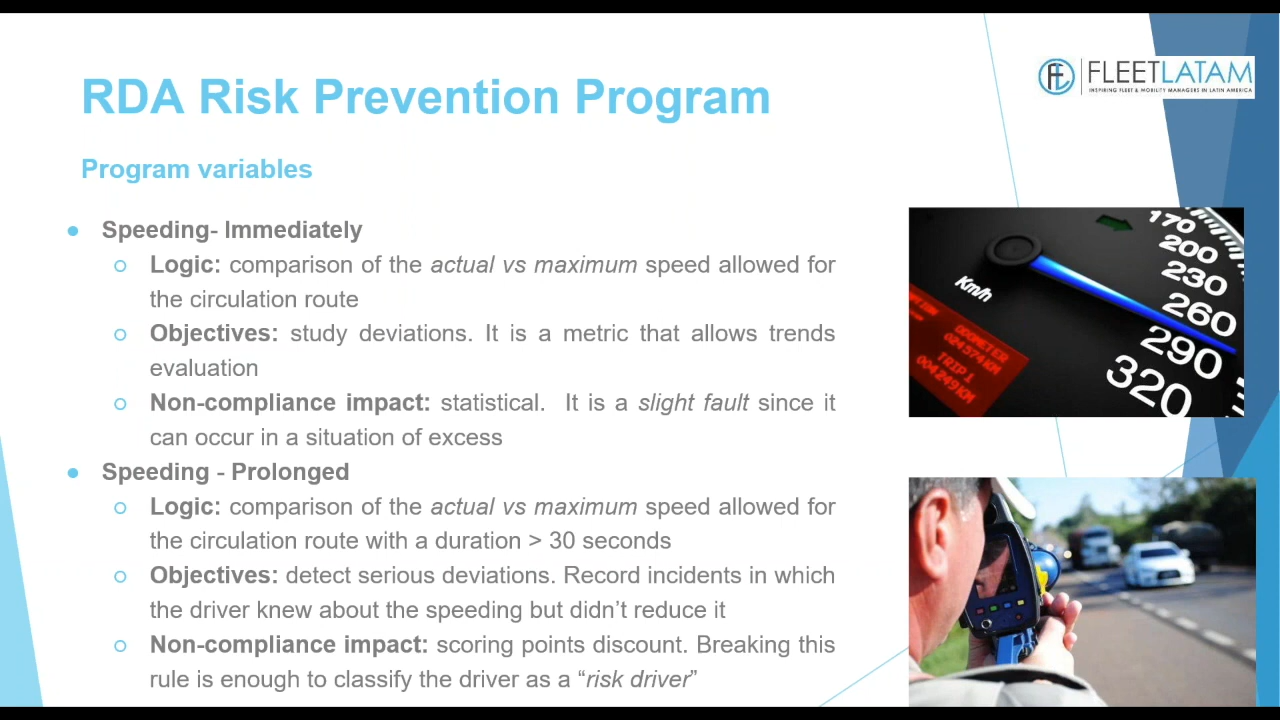 RDA Risk Prevention Program
FLEETLATAM
INSPIRING FLEET & MOBILITY MANAGERS IN LATIN AMERICA
Program variables
Speeding- Immediately
Logic: comparison of the actual vs maximum speed allowed for
the circulation route
Objectives: study deviations. It is a metric that allows trends
evaluation
Non-compliance impact: statistical. It is a slight fault since it
can occur in a situation of excess
Speeding - Prolonged
Logic: comparison of the actual vs maximum speed allowed for
the circulation route with a duration > 30 seconds
Objectives: detect serious deviations. Record incidents in which
the driver knew about the speeding but didn’t reduce it
Non-compliance impact: scoring points discount. Breaking this
rule is enough to classify the driver as a “risk driver”
170
200
230
260
290
320
Km/h
ODOMETER
024574KM
TRIP 1
004249KM